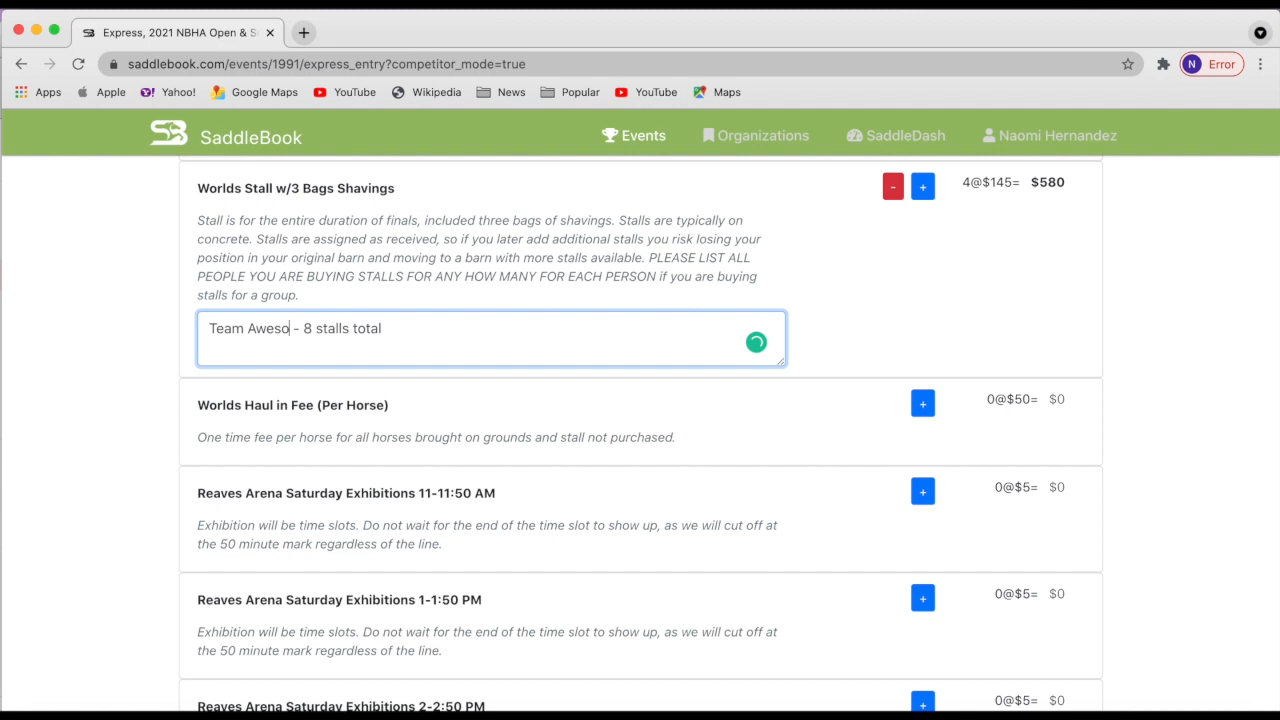 Express, 2021 NBHA Open & S
saddlebook.com/events/1991/express_entry?competitor_mode=true
N Error
Apps Apple Yahoo! Google Maps YouTube Wikipedia News Popular YouTube Maps
SB SaddleBook Events Organizations SaddleDash Naomi Hernandez
Worlds Stall w/3 Bags Shavings - + 4@$145= $580
Stall is for the entire duration of finals, included three bags of shavings. Stalls are typically on
concrete. Stalls are assigned as received, so if you later add additional stalls you risk losing your
position in your original barn and moving to a barn with more stalls available. PLEASE LIST ALL
PEOPLE YOU ARE BUYING STALLS FOR ANY HOW MANY FOR EACH PERSON if you are buying
stalls for a group.
Team Aweso - 8 stalls total
Worlds Haul in Fee (Per Horse) + 0@$50= $0
One time fee per horse for all horses brought on grounds and stall not purchased.
Reaves Arena Saturday Exhibitions 11-11:50 AM + 0@$5= $0
Exhibition will be time slots. Do not wait for the end of the time slot to show up, as we will cut off at
the 50 minute mark regardless of the line.
Reaves Arena Saturday Exhibitions 1-1:50 PM + 0@$5= $0
Exhibition will be time slots. Do not wait for the end of the time slot to show up, as we will cut off at
the 50 minute mark regardless of the line.
Reaves Arena Saturday Exhibitions 2-2:50 PM + 0@$5= $0